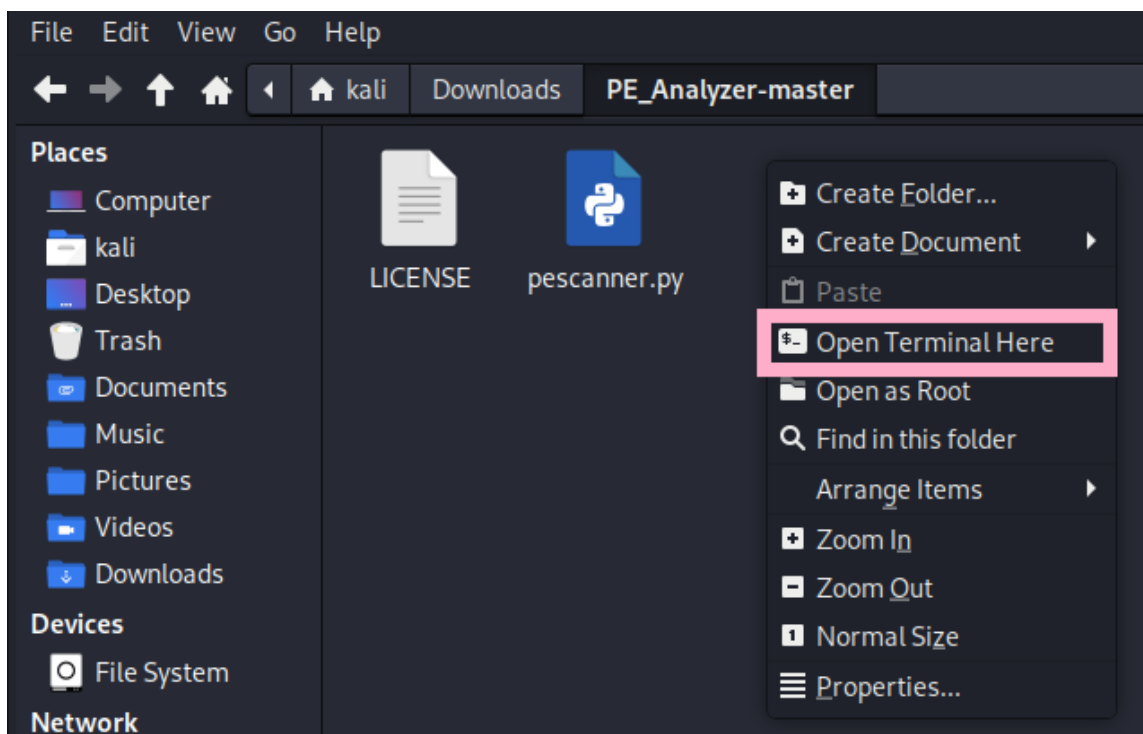 File Edit View Go Help
kali Downloads PE_Analyzer-master
Places
Computer
kali
Desktop
Trash
Documents
Music
Pictures
Videos
Downloads
Devices
File System
Network
LICENSE
pescanner.py
Create Folder...
Create Document
Paste
$_ Open Terminal Here
Open as Root
Find in this folder
Arrange Items
Zoom In
Zoom Out
1 Normal Size
Properties...